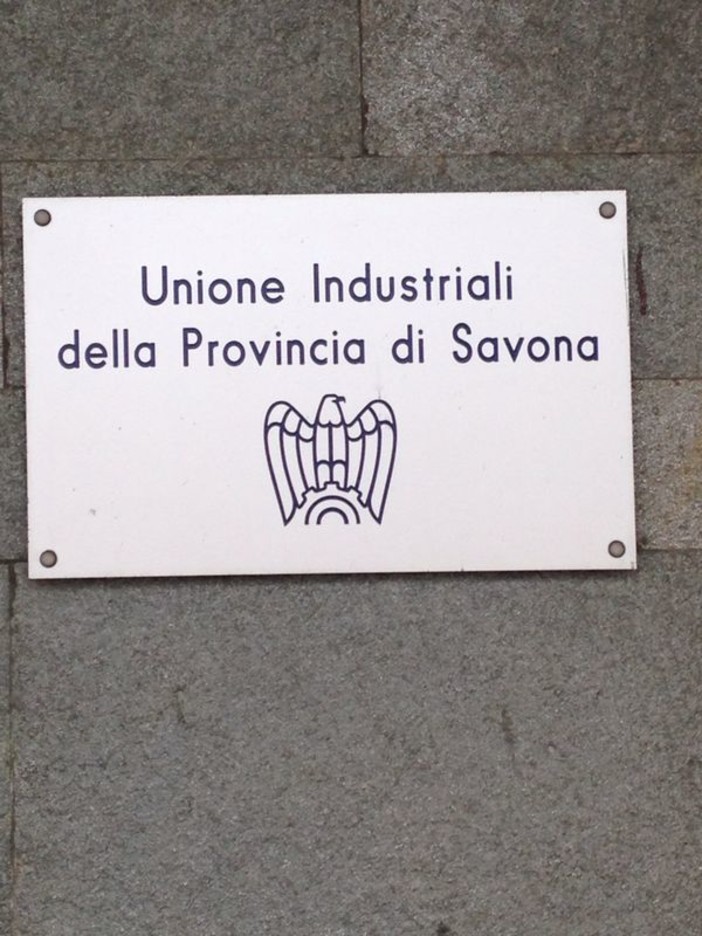 Unione Industriali
della Provincia di Savona